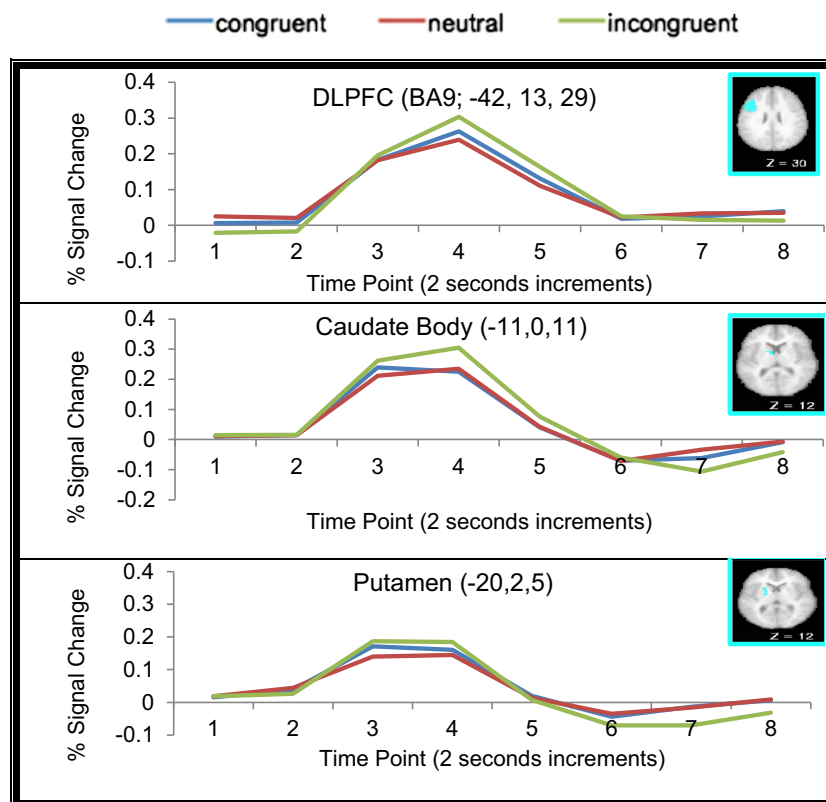 congruent neutral incongruent
DLPFC (BA9; -42, 13, 29)
% Signal Change
0.4
0.3
0.2
0.1
0
-0.1
1 2 3 4 5 6 7 8
Time Point (2 seconds increments)
Z = 30
Caudate Body (-11,0,11)
% Signal Change
0.4
0.3
0.2
0.1
0
-0.1
-0.2
1 2 3 4 5 6 7 8
Time Point (2 seconds increments)
Z = 12
Putamen (-20,2,5)
% Signal Change
0.4
0.3
0.2
0.1
0
-0.1
1 2 3 4 5 6 7 8
Time Point (2 seconds increments)
Z = 12